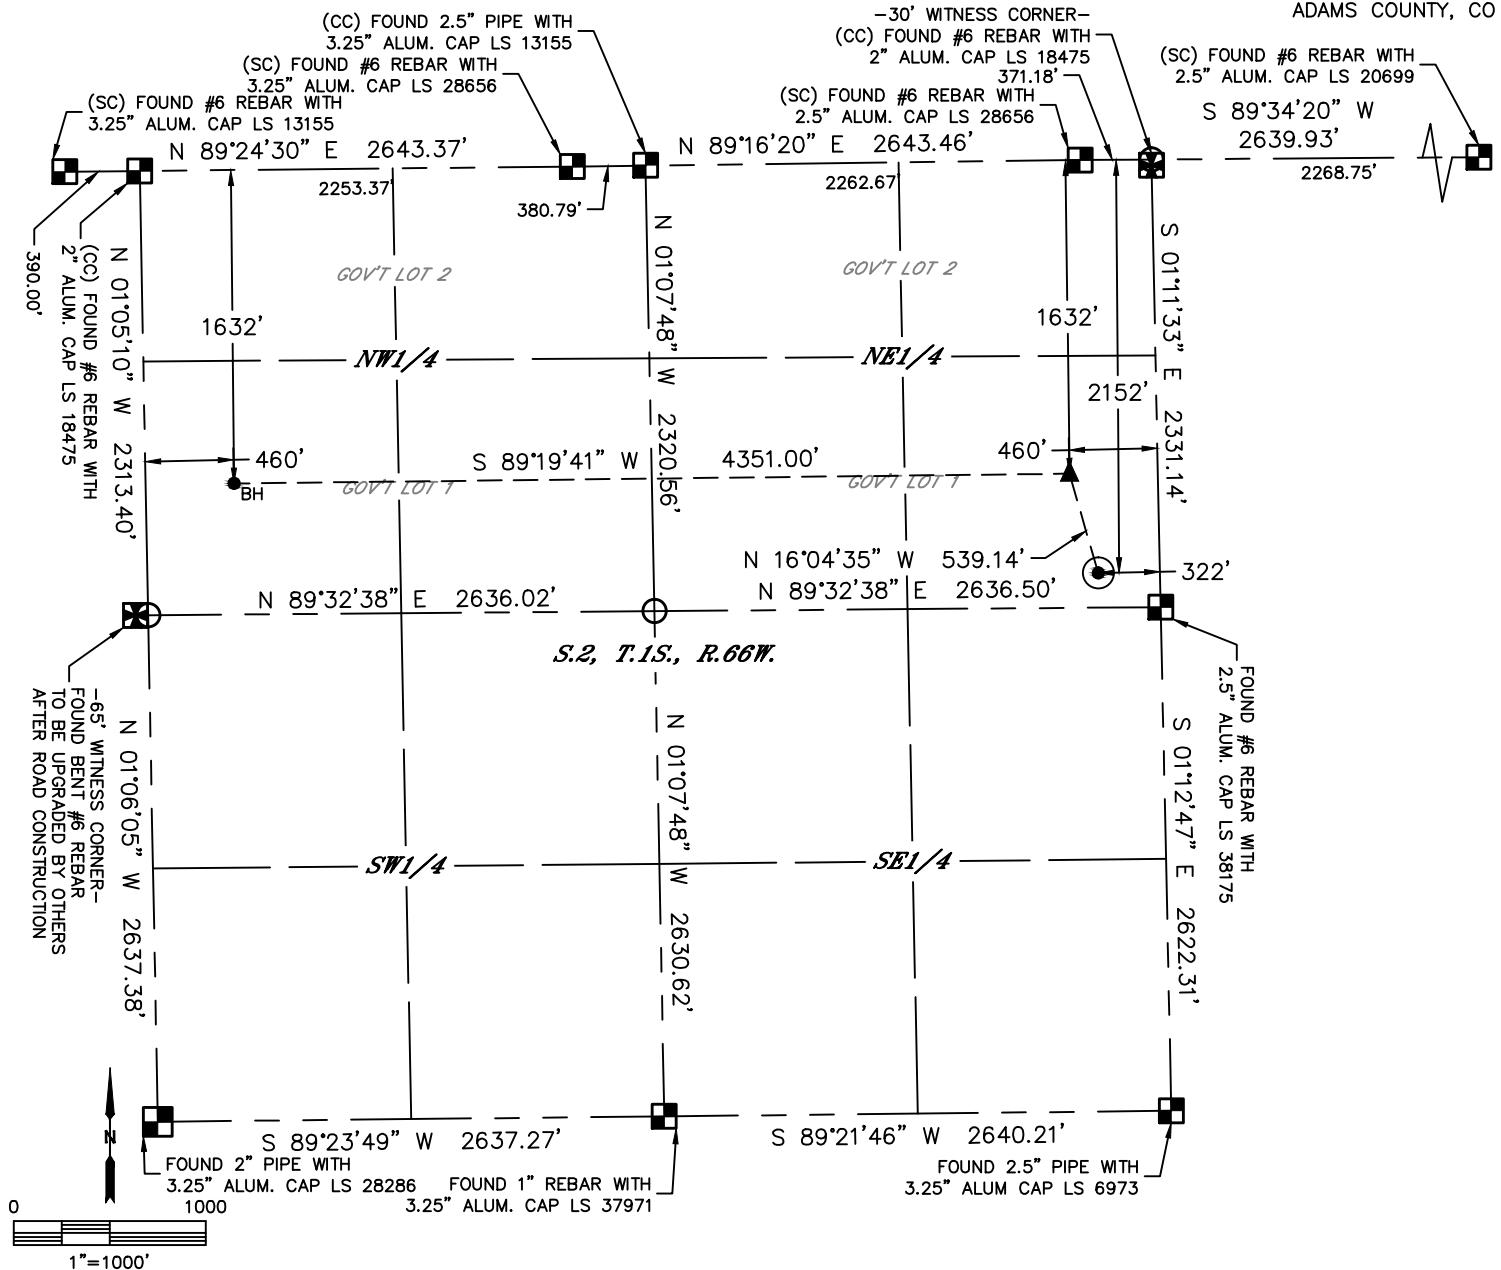 ADAMS COUNTY, CO
(CC) FOUND 2.5” PIPE WITH
3.25” ALUM. CAP LS 13155
(SC) FOUND #6 REBAR WITH
3.25” ALUM. CAP LS 28656
(SC) FOUND #6 REBAR WITH
3.25” ALUM. CAP LS 13155
-30’ WITNESS CORNER-
(CC) FOUND #6 REBAR WITH
2” ALUM. CAP LS 18475
371.18’
(SC) FOUND #6 REBAR WITH
2.5” ALUM. CAP LS 28656
(SC) FOUND #6 REBAR WITH
2.5” ALUM. CAP LS 20699
S 89°34’20” W
2639.93’
2268.75’
N 89°24’30” E 2643.37’
2253.37’
380.79’
N 89°16’20” E 2643.46’
2262.67’
390.00’
(CC) FOUND #6 REBAR WITH
2” ALUM. CAP LS 18475
N 01°05’10” W 2313.40’
N 01°07’48” W 2320.56’
S 01°11’33” E 2331.14’
GOV’T LOT 2
GOV’T LOT 2
1632’
1632’
NW1/4
NE1/4
2152’
460’
S 89°19’41” W 4351.00’
460’
BH
GOV’T LOT 1
GOV’T LOT 1
N 16°04’35” W 539.14’
322’
N 89°32’38” E 2636.02’
N 89°32’38” E 2636.50’
S.2, T.1S., R.66W.
-65’ WITNESS CORNER-
FOUND BENT #6 REBAR
TO BE UPGRADED BY OTHERS
AFTER ROAD CONSTRUCTION
FOUND #6 REBAR WITH
2.5” ALUM. CAP LS 38175
N 01°06’05” W 2637.38’
N 01°07’48” W 2630.62’
S 01°12’47” E 2622.31’
SW1/4
SE1/4
N
S 89°23’49” W 2637.27’
S 89°21’46” W 2640.21’
FOUND 2” PIPE WITH
3.25” ALUM. CAP LS 28286
FOUND 1” REBAR WITH
3.25” ALUM. CAP LS 37971
FOUND 2.5” PIPE WITH
3.25” ALUM CAP LS 6973
0 1000
1”=1000’